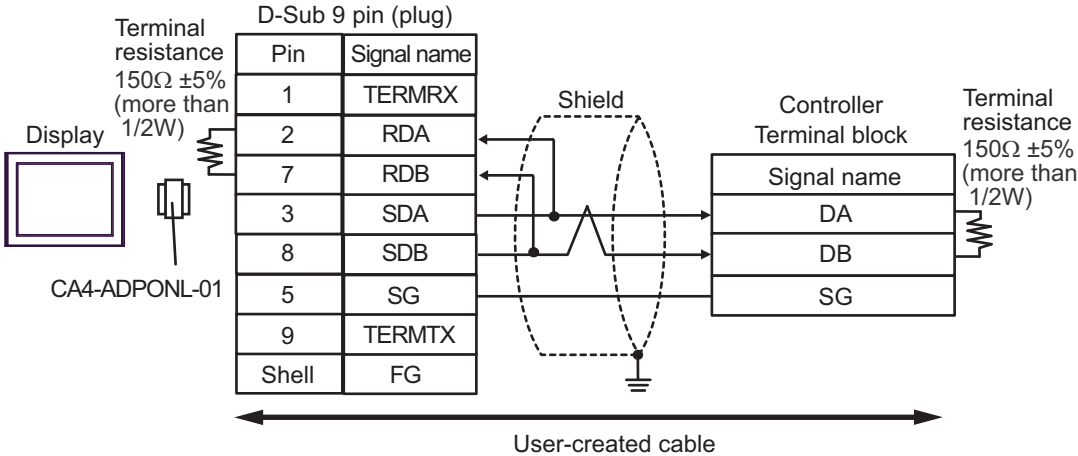 D-Sub 9 pin (plug)
Terminal
resistance
150Ω ±5%
(more than
1/2W)
Display
CA4-ADPONL-01
Pin Signal name
1 TERMRX
2 RDA
7 RDB
3 SDA
8 SDB
5 SG
9 TERMTX
Shell FG
Shield
Controller
Terminal block
Signal name
DA
DB
SG
Terminal
resistance
150Ω ±5%
(more than
1/2W)
User-created cable